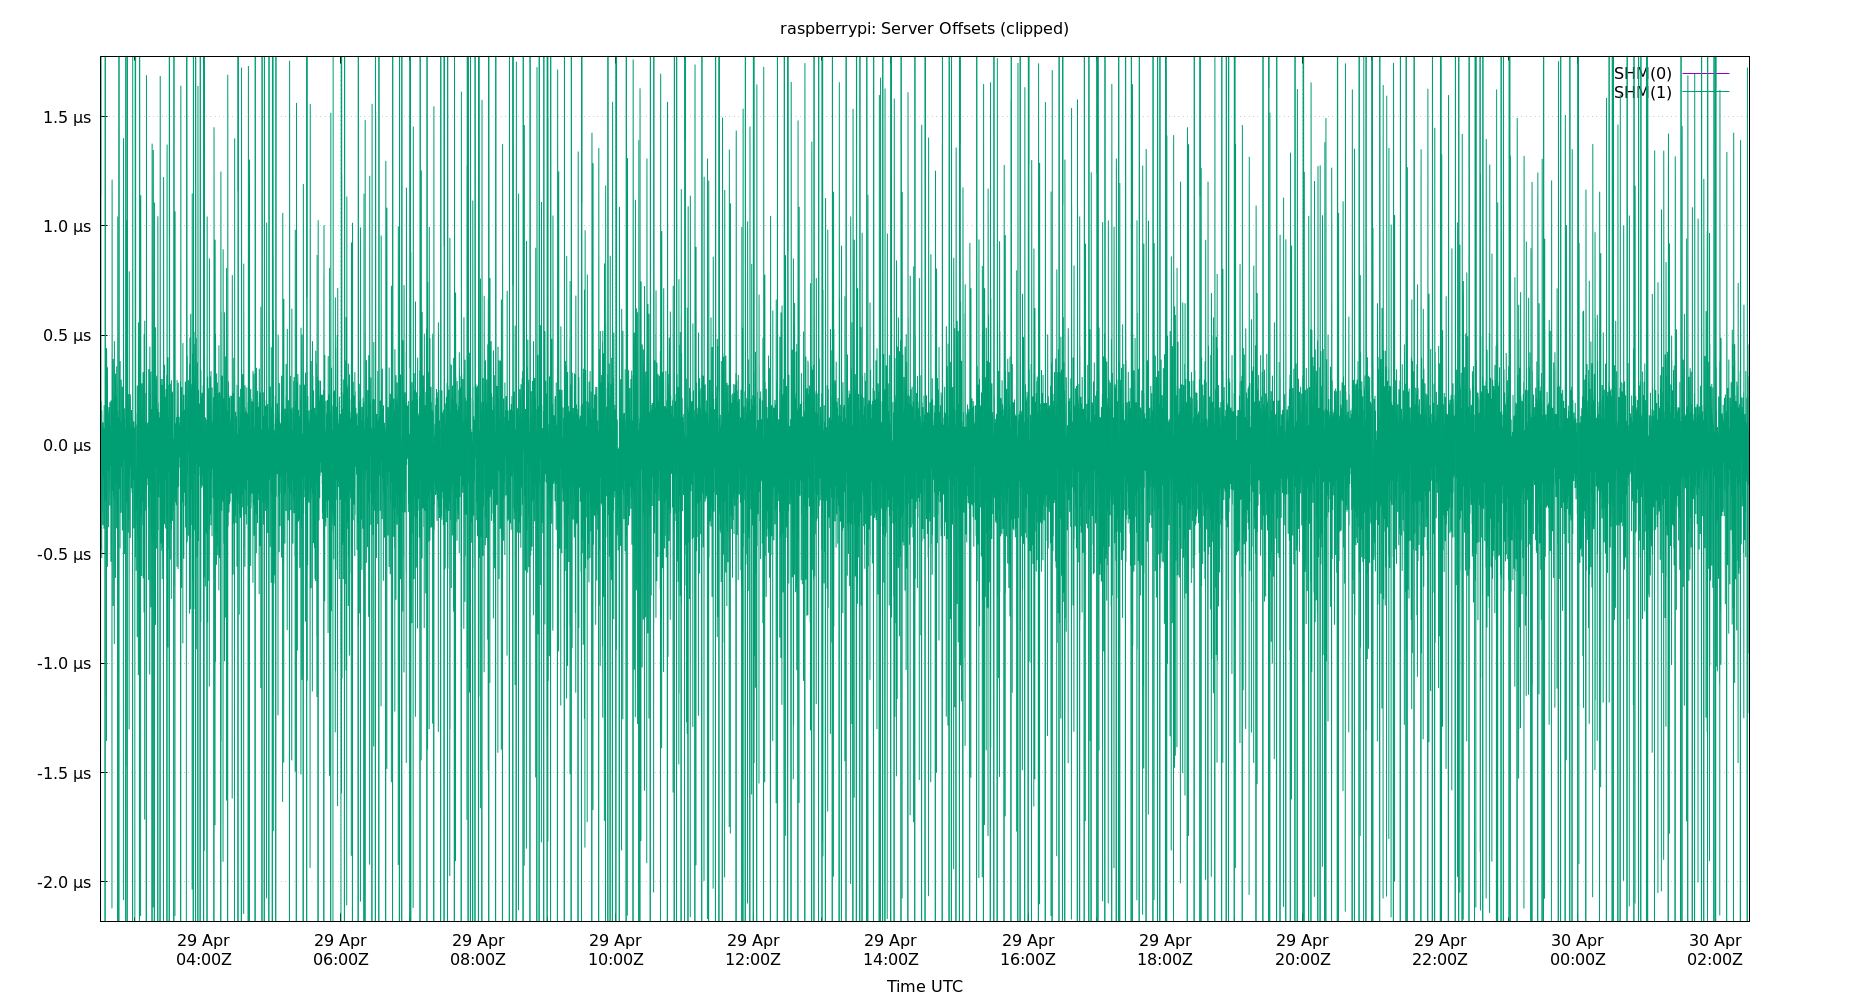 raspberrypi: Server Offsets (clipped)
SHM(0)
SHM(1)
1.5 µs
1.0 µs
0.5 µs
0.0 µs
-0.5 µs
-1.0 µs
-1.5 µs
-2.0 µs
29 Apr 29 Apr 29 Apr 29 Apr 29 Apr 29 Apr 29 Apr 29 Apr 29 Apr 29 Apr 30 Apr 30 Apr
04:00Z 06:00Z 08:00Z 10:00Z 12:00Z 14:00Z 16:00Z 18:00Z 20:00Z 22:00Z 00:00Z 02:00Z
Time UTC